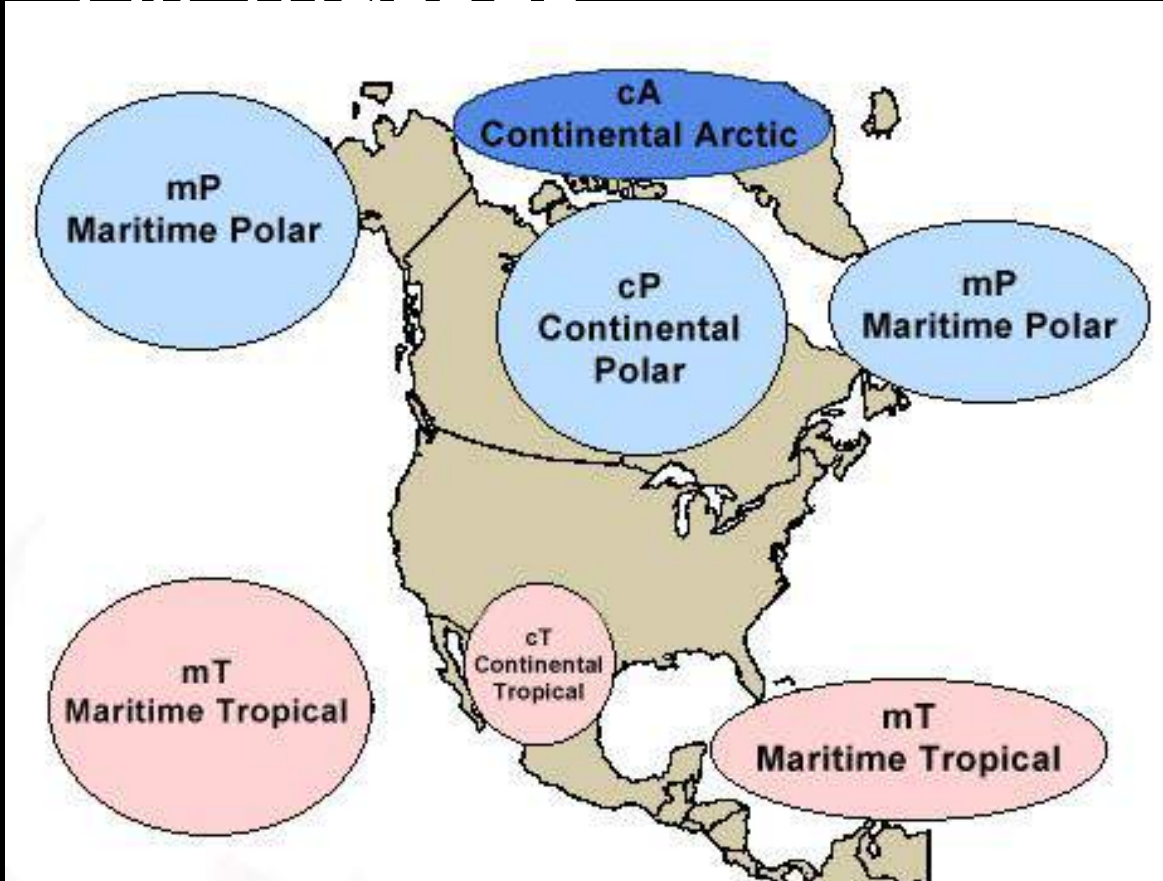 cA
Continental Arctic
mP
Maritime Polar
cP
Continental
Polar
mP
Maritime Polar
cT
Continental
Tropical
mT
Maritime Tropical
mT
Maritime Tropical